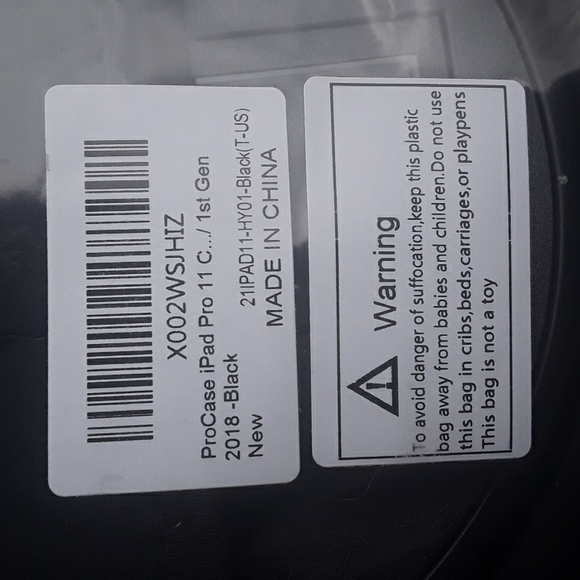 X002WSJHIZ
ProCase iPad Pro 11 C.../ 1st Gen
2018 -Black
New
21IPAD11-HY01-Black(T-US)
MADE IN CHINA
Warning
To avoid danger of suffocation,keep this plastic
bag away from babies and children.Do not use
this bag in cribs,beds,carriages,or playpens
This bag is not a toy